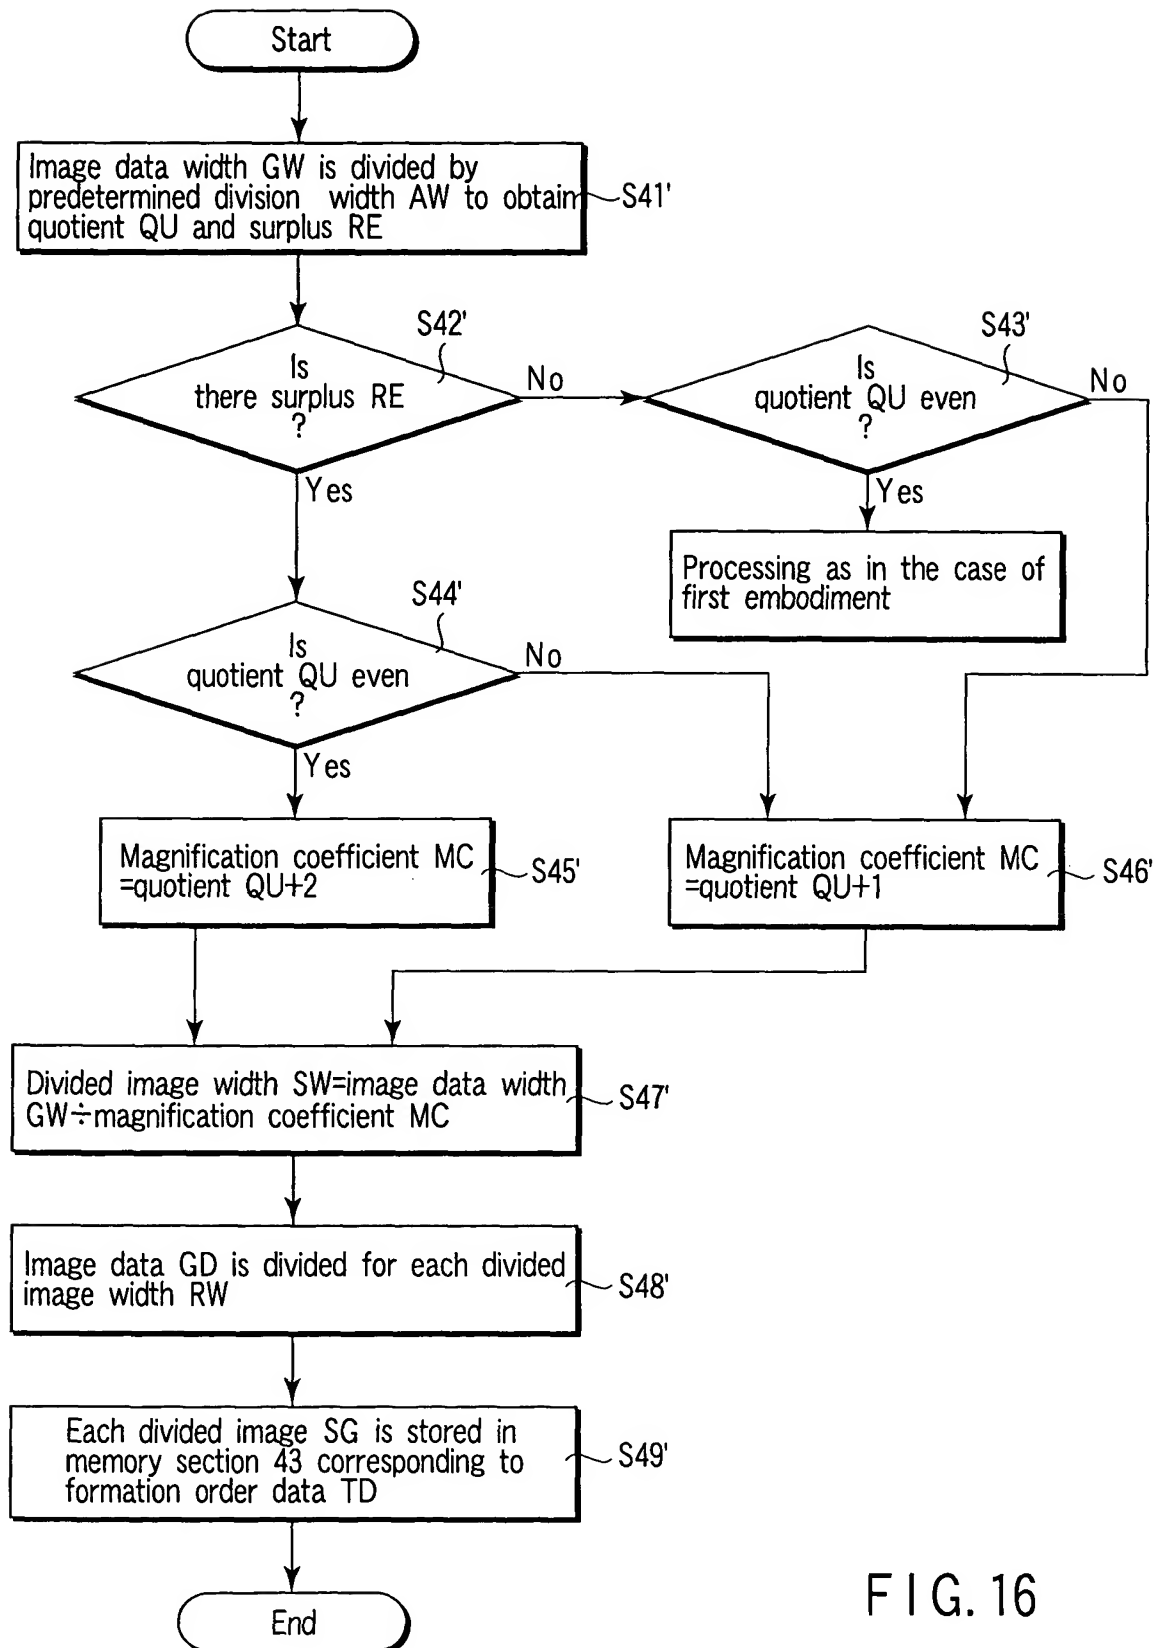 Start
Image data width GW is divided by
predetermined division width AW to obtain
quotient QU and surplus RE
S41'
S42'
Is
there surplus RE
?
No
Yes
S43'
Is
quotient QU even
?
No
Yes
Processing as in the case of
first embodiment
S44'
Is
quotient QU even
?
No
Yes
Magnification coefficient MC
=quotient QU+2
S45'
Magnification coefficient MC
=quotient QU+1
S46'
Divided image width SW=image data width
GW÷magnification coefficient MC
S47'
Image data GD is divided for each divided
image width RW
S48'
Each divided image SG is stored in
memory section 43 corresponding to
formation order data TD
S49'
End
FIG. 16